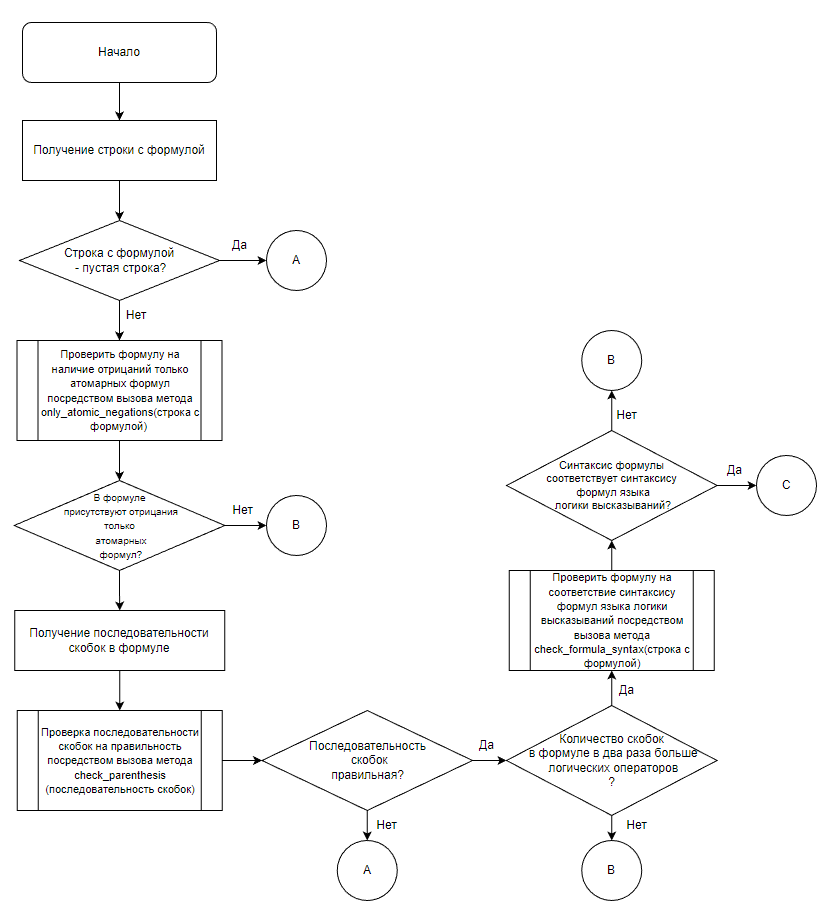 Начало
Получение строки с формулой
Строка с формулой
- пустая строка?
Да
A
Нет
Проверить формулу на
наличие отрицаний только
атомарных формул
посредством вызова метода
only_atomic_negations(строка с
формулой)
В формуле
присутствуют отрицания
только
атомарных
формул?
Нет
B
Получение последовательности
скобок в формуле
Проверка последовательности
скобок на правильность
посредством вызова метода
check_parenthesis
(последовательность скобок)
Последовательность
скобок
правильная?
Да
Нет
A
Количество скобок
в формуле в два раза больше
логических операторов
?
Нет
B
Да
Проверить формулу на
соответствие синтаксису
формул языка логики
высказываний посредством
вызова метода
check_formula_syntax(строка с
формулой)
Синтаксис формулы
соответствует синтаксису
формул языка
логики высказываний?
Да
C
Нет
B